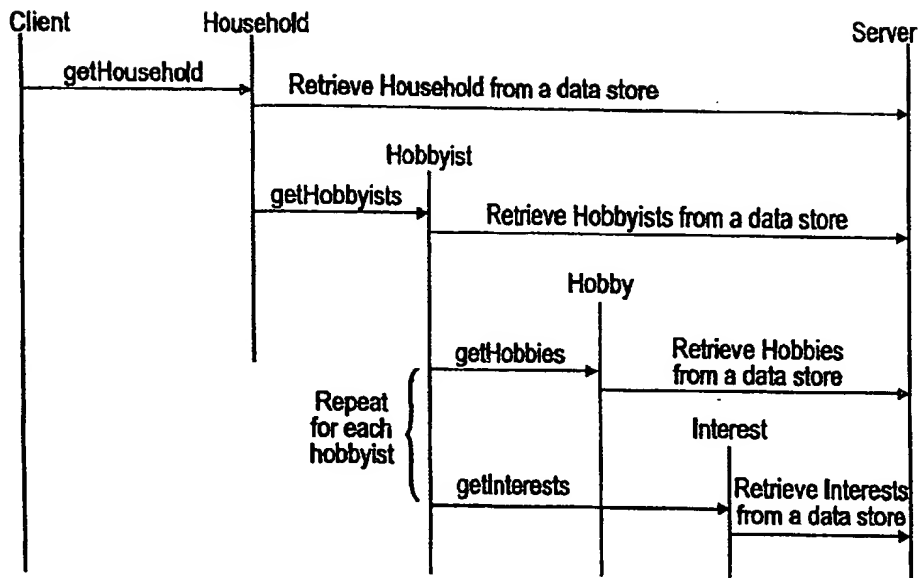 Client
Household
Server
getHousehold
Retrieve Household from a data store
Hobbyist
getHobbyists
Retrieve Hobbyists from a data store
Hobby
getHobbies
Retrieve Hobbies
from a data store
Repeat
for each
hobbyist
Interest
getInterests
Retrieve Interests
from a data store